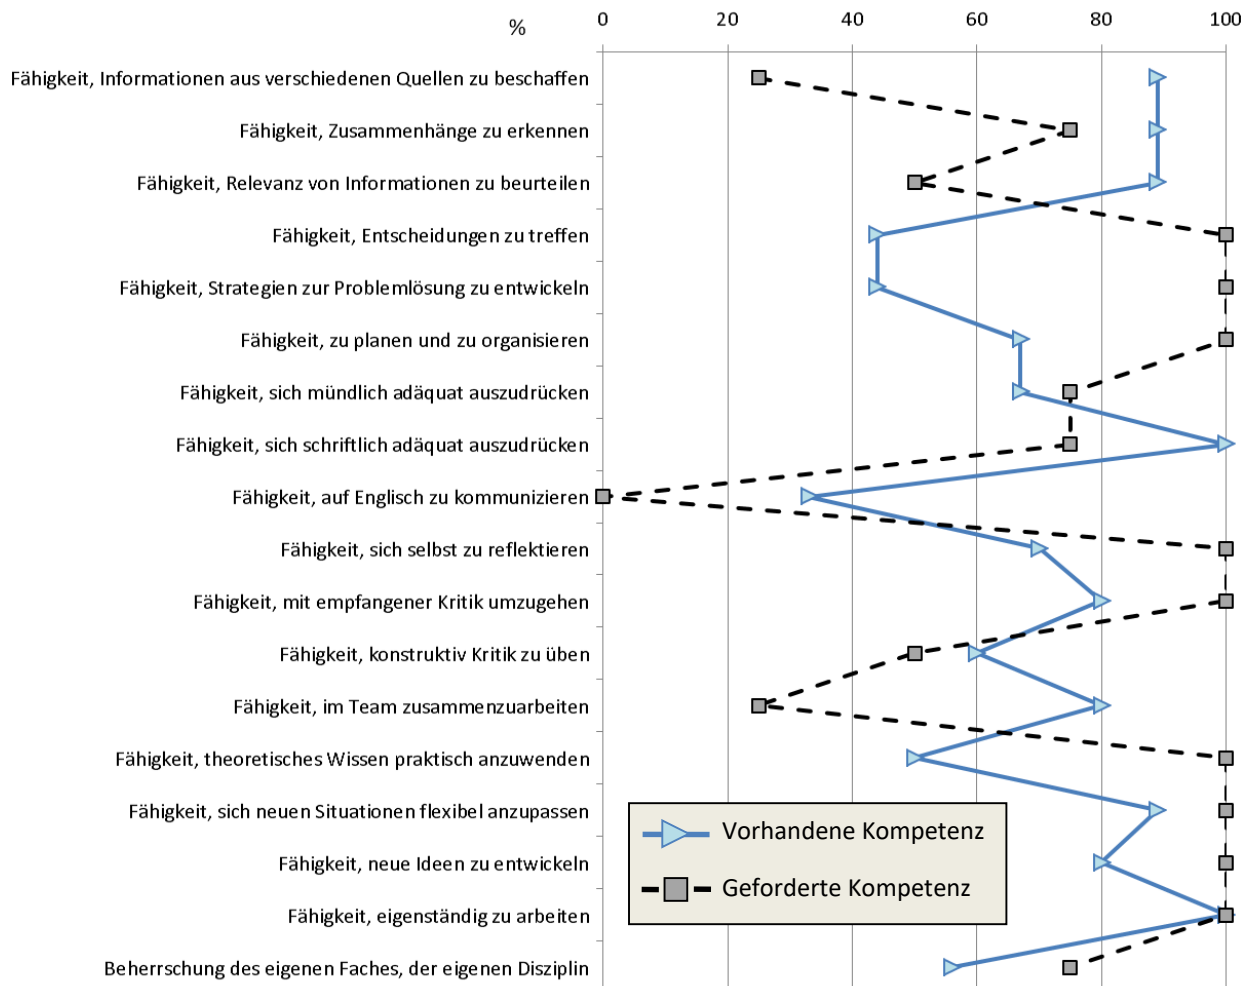 % 0 20 40 60 80 100
Fähigkeit, Informationen aus verschiedenen Quellen zu beschaffen
Fähigkeit, Zusammenhänge zu erkennen
Fähigkeit, Relevanz von Informationen zu beurteilen
Fähigkeit, Entscheidungen zu treffen
Fähigkeit, Strategien zur Problemlösung zu entwickeln
Fähigkeit, zu planen und zu organisieren
Fähigkeit, sich mündlich adäquat auszudrücken
Fähigkeit, sich schriftlich adäquat auszudrücken
Fähigkeit, auf Englisch zu kommunizieren
Fähigkeit, sich selbst zu reflektieren
Fähigkeit, mit empfangener Kritik umzugehen
Fähigkeit, konstruktiv Kritik zu üben
Fähigkeit, im Team zusammenzuarbeiten
Fähigkeit, theoretisches Wissen praktisch anzuwenden
Fähigkeit, sich neuen Situationen flexibel anzupassen
Fähigkeit, neue Ideen zu entwickeln
Fähigkeit, eigenständig zu arbeiten
Beherrschung des eigenen Faches, der eigenen Disziplin
Vorhandene Kompetenz
Geforderte Kompetenz